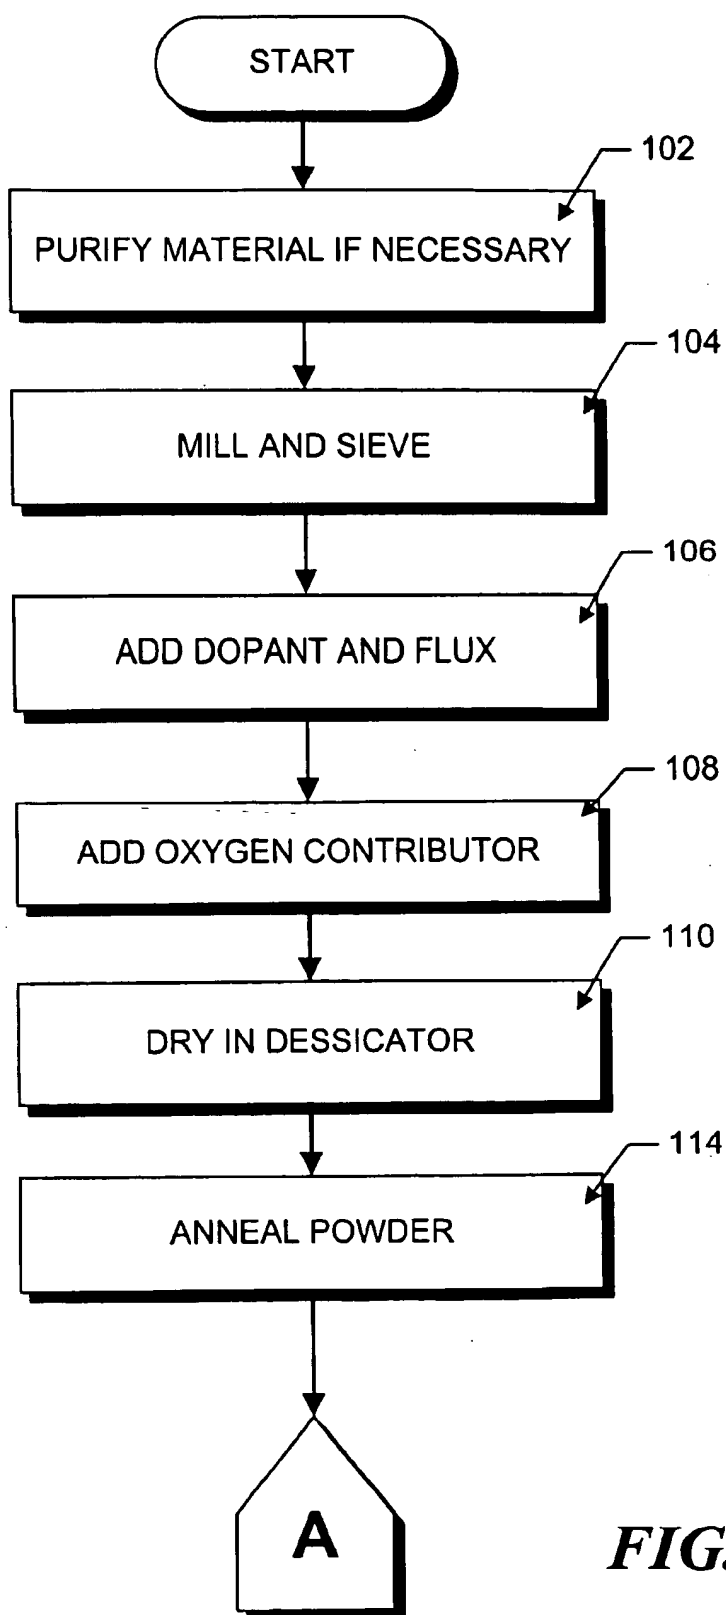 START
102
PURIFY MATERIAL IF NECESSARY
104
MILL AND SIEVE
106
ADD DOPANT AND FLUX
108
ADD OXYGEN CONTRIBUTOR
110
DRY IN DESSICATOR
114
ANNEAL POWDER
A
FIG.